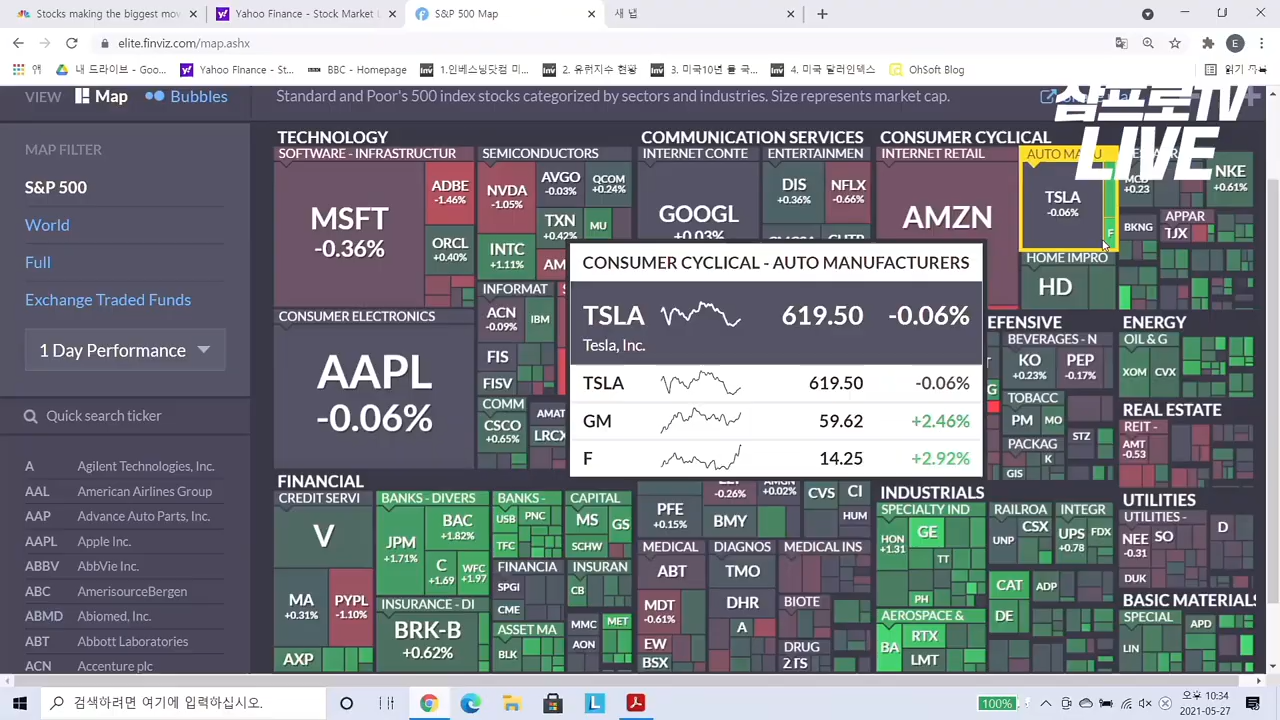 Stocks making the biggest mov
Yahoo Finance - Stock Market L
S&P 500 Map
새 탭
elite.finviz.com/map.ashx
앱
내 드라이브 - Goo...
Yahoo FInance - St...
BBC - Homepage
1.인베스팅닷컴 미...
2. 유런지수 현황
3. 미국10년 물 국...
4. 미국 달러인덱스
OhSoft Blog
읽기 목록
VIEW
Map
Bubbles
Standard and Poor's 500 index stocks categorized by sectors and industries. Size represents market cap.
삼프로TV
LIVE
MAP FILTER
S&P 500
World
Full
Exchange Traded Funds
1 Day Performance
Quick search ticker
A Agilent Technologies, Inc.
AAL American Airlines Group
AAP Advance Auto Parts, Inc.
AAPL Apple Inc.
ABBV AbbVie Inc.
ABC AmerisourceBergen
ABMD Abiomed, Inc.
ABT Abbott Laboratories
ACN Accenture plc
TECHNOLOGY
SOFTWARE - INFRASTRUCTUR
MSFT
-0.36%
ADBE
-1.46%
ORCL
+0.40%
SEMICONDUCTORS
NVDA
-1.05%
AVGO
-0.03%
QCOM
+0.24%
TXN
+0.42%
MU
INTC
+1.11%
AM
INFORMAT
ACN
-0.09%
IBM
FIS
FISV
CONSUMER ELECTRONICS
AAPL
-0.06%
COMM
CSCO
+0.65%
AMAT
LRCX
COMMUNICATION SERVICES
INTERNET CONTE
GOOGL
+0.03%
ENTERTAINMEN
DIS
+0.36%
NFLX
-0.66%
CMCSA
CHTR
CONSUMER CYCLICAL
INTERNET RETAIL
AMZN
AUTO MANU
TSLA
-0.06%
F
MCD
+0.23
NKE
+0.61%
BKNG
APPAR
TJX
HOME IMPRO
HD
CONSUMER CYCLICAL - AUTO MANUFACTURERS
TSLA 619.50 -0.06%
Tesla, Inc.
TSLA 619.50 -0.06%
GM 59.62 +2.46%
F 14.25 +2.92%
EFENSIVE
BEVERAGES - N
KO
+0.23%
PEP
-0.17%
TOBACC
PM
MO
PACKAG
K
GIS
STZ
ENERGY
OIL & G
XOM
CVX
REAL ESTATE
REIT -
AMT
-0.53
UTILITIES
UTILITIES -
NEE
-0.31
SO
D
DUK
BASIC MATERIALS
SPECIAL
APD
LIN
FINANCIAL
CREDIT SERVI
V
MA
+0.31%
PYPL
-1.10%
AXP
BANKS - DIVERS
JPM
+1.71%
BAC
+1.82%
C
+1.69
WFC
+1.97
BANKS -
USB
PNC
TFC
CAPITAL
MS
GS
SCHW
FINANCIA
SPGI
CME
INSURAN
CB
INSURANCE - DI
BRK-B
+0.62%
ASSET MA
BLK
MMC
MET
AON
-0.26%
AMGN
+0.02%
PFE
+0.15%
BMY
CVS
CI
HUM
MEDICAL
ABT
MDT
-0.61%
EW
BSX
DIAGNOS
TMO
DHR
A
MEDICAL INS
BIOTE
DRUG
ZTS
INDUSTRIALS
SPECIALTY IND
HON
+1.31
GE
TT
PH
RAILROA
UNP
CSX
INTEGR
UPS
+0.78
FDX
CAT
DE
ADP
AEROSPACE &
BA
RTX
LMT
검색하려면 여기에 입력하십시오.
100%
오후 10:34
2021-05-27